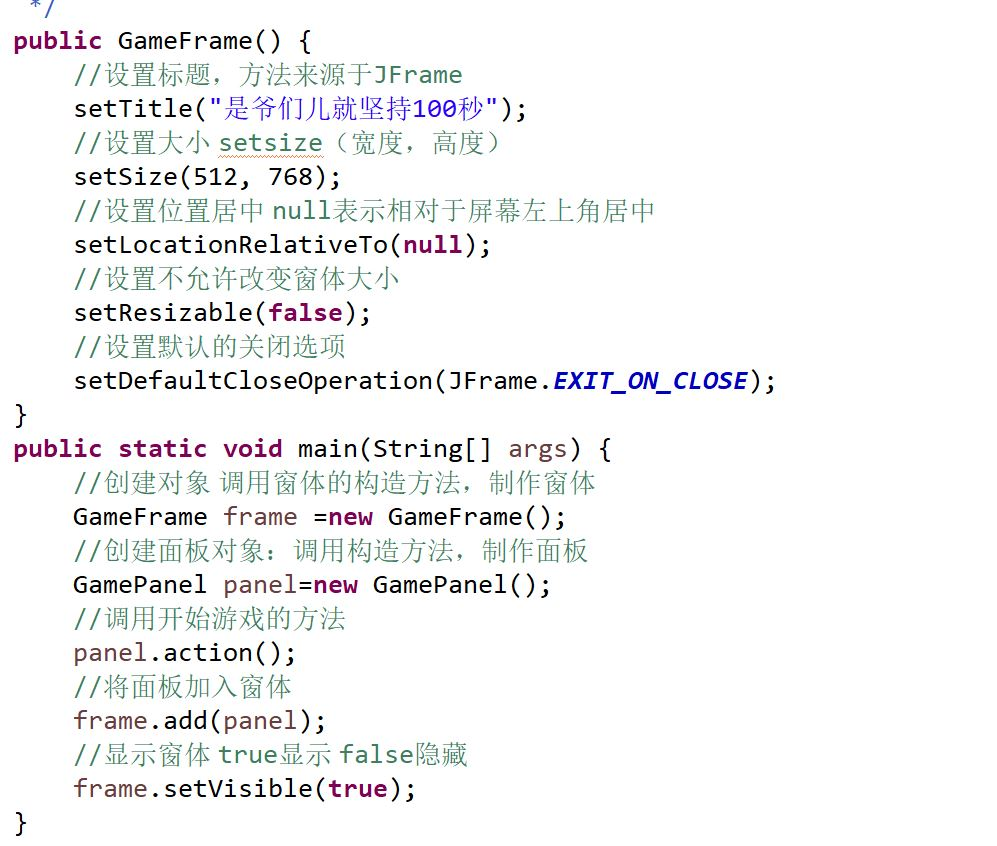 */
public GameFrame() {
//设置标题，方法来源于JFrame
setTitle("是爷们儿就坚持100秒");
//设置大小 setsize（宽度，高度）
setSize(512, 768);
//设置位置居中 null表示相对于屏幕左上角居中
setLocationRelativeTo(null);
//设置不允许改变窗体大小
setResizable(false);
//设置默认的关闭选项
setDefaultCloseOperation(JFrame.EXIT_ON_CLOSE);
}
public static void main(String[] args) {
//创建对象 调用窗体的构造方法，制作窗体
GameFrame frame =new GameFrame();
//创建面板对象：调用构造方法，制作面板
GamePanel panel=new GamePanel();
//调用开始游戏的方法
panel.action();
//将面板加入窗体
frame.add(panel);
//显示窗体 true显示 false隐藏
frame.setVisible(true);
}